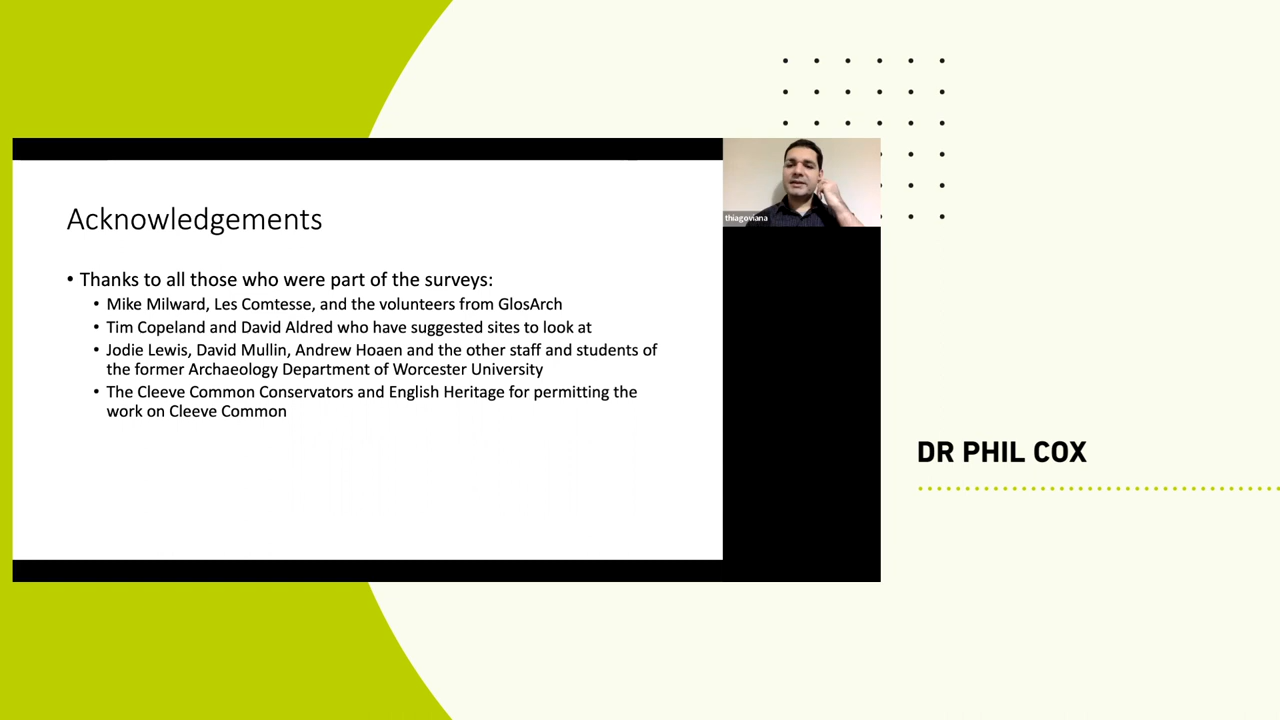 Acknowledgements
• Thanks to all those who were part of the surveys:
• Mike Milward, Les Comtesse, and the volunteers from GlosArch
• Tim Copeland and David Aldred who have suggested sites to look at
• Jodie Lewis, David Mullin, Andrew Hoaen and the other staff and students of
the former Archaeology Department of Worcester University
• The Cleeve Common Conservators and English Heritage for permitting the
work on Cleeve Common
thiagoviana
DR PHIL COX